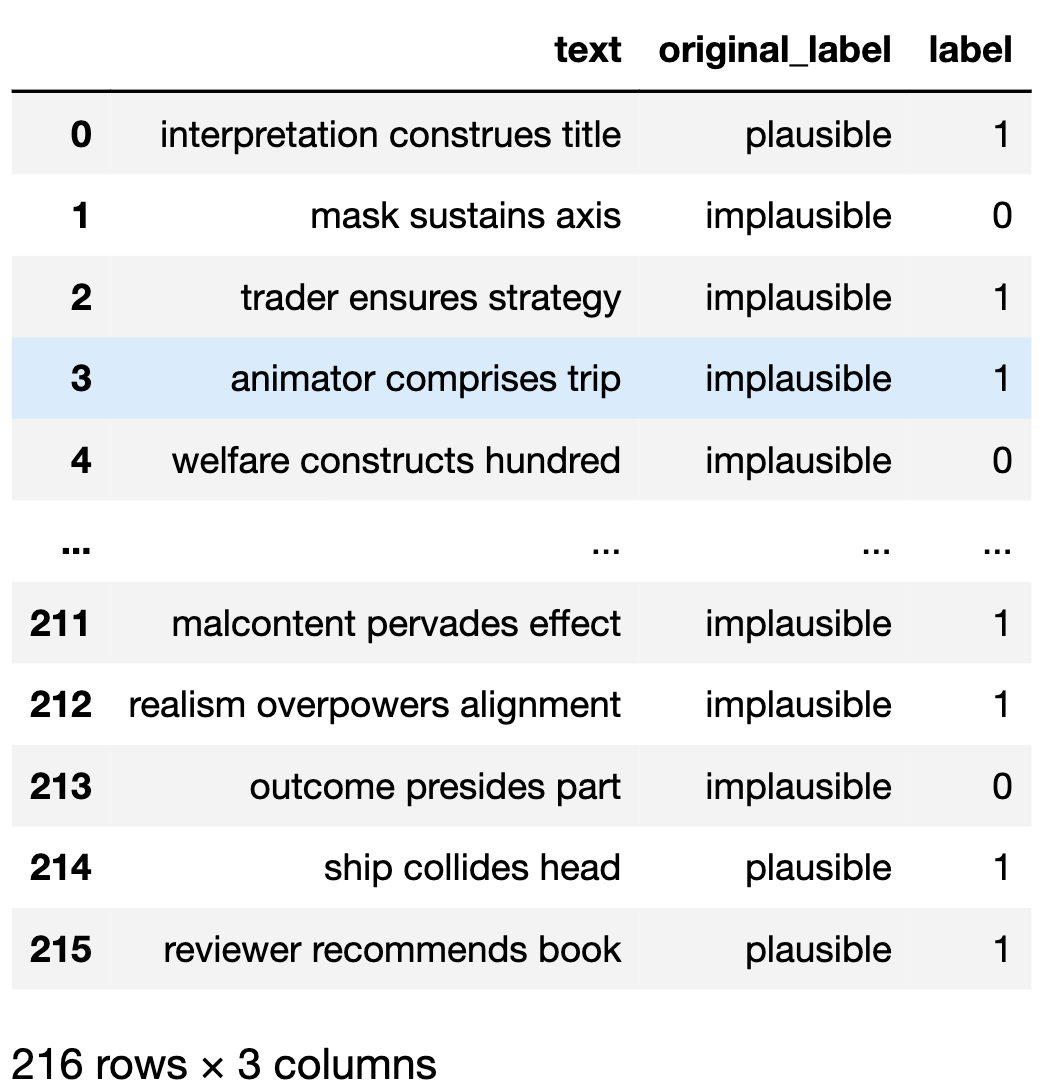 text original_label label
0 interpretation construes title plausible 1
1 mask sustains axis implausible 0
2 trader ensures strategy implausible 1
3 animator comprises trip implausible 1
4 welfare constructs hundred implausible 0
... ... ... ...
211 malcontent pervades effect implausible 1
212 realism overpowers alignment implausible 1
213 outcome presides part implausible 0
214 ship collides head plausible 1
215 reviewer recommends book plausible 1
216 rows × 3 columns